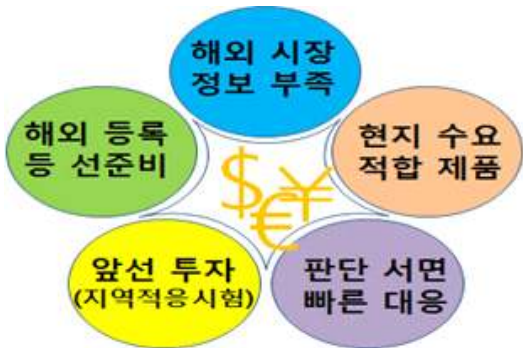 해외 시장
정보 부족
해외 등록
등 선준비
현지 수요
적합 제품
$ ¥
€
앞선 투자
(지역적응시험)
판단 서면
빠른 대응